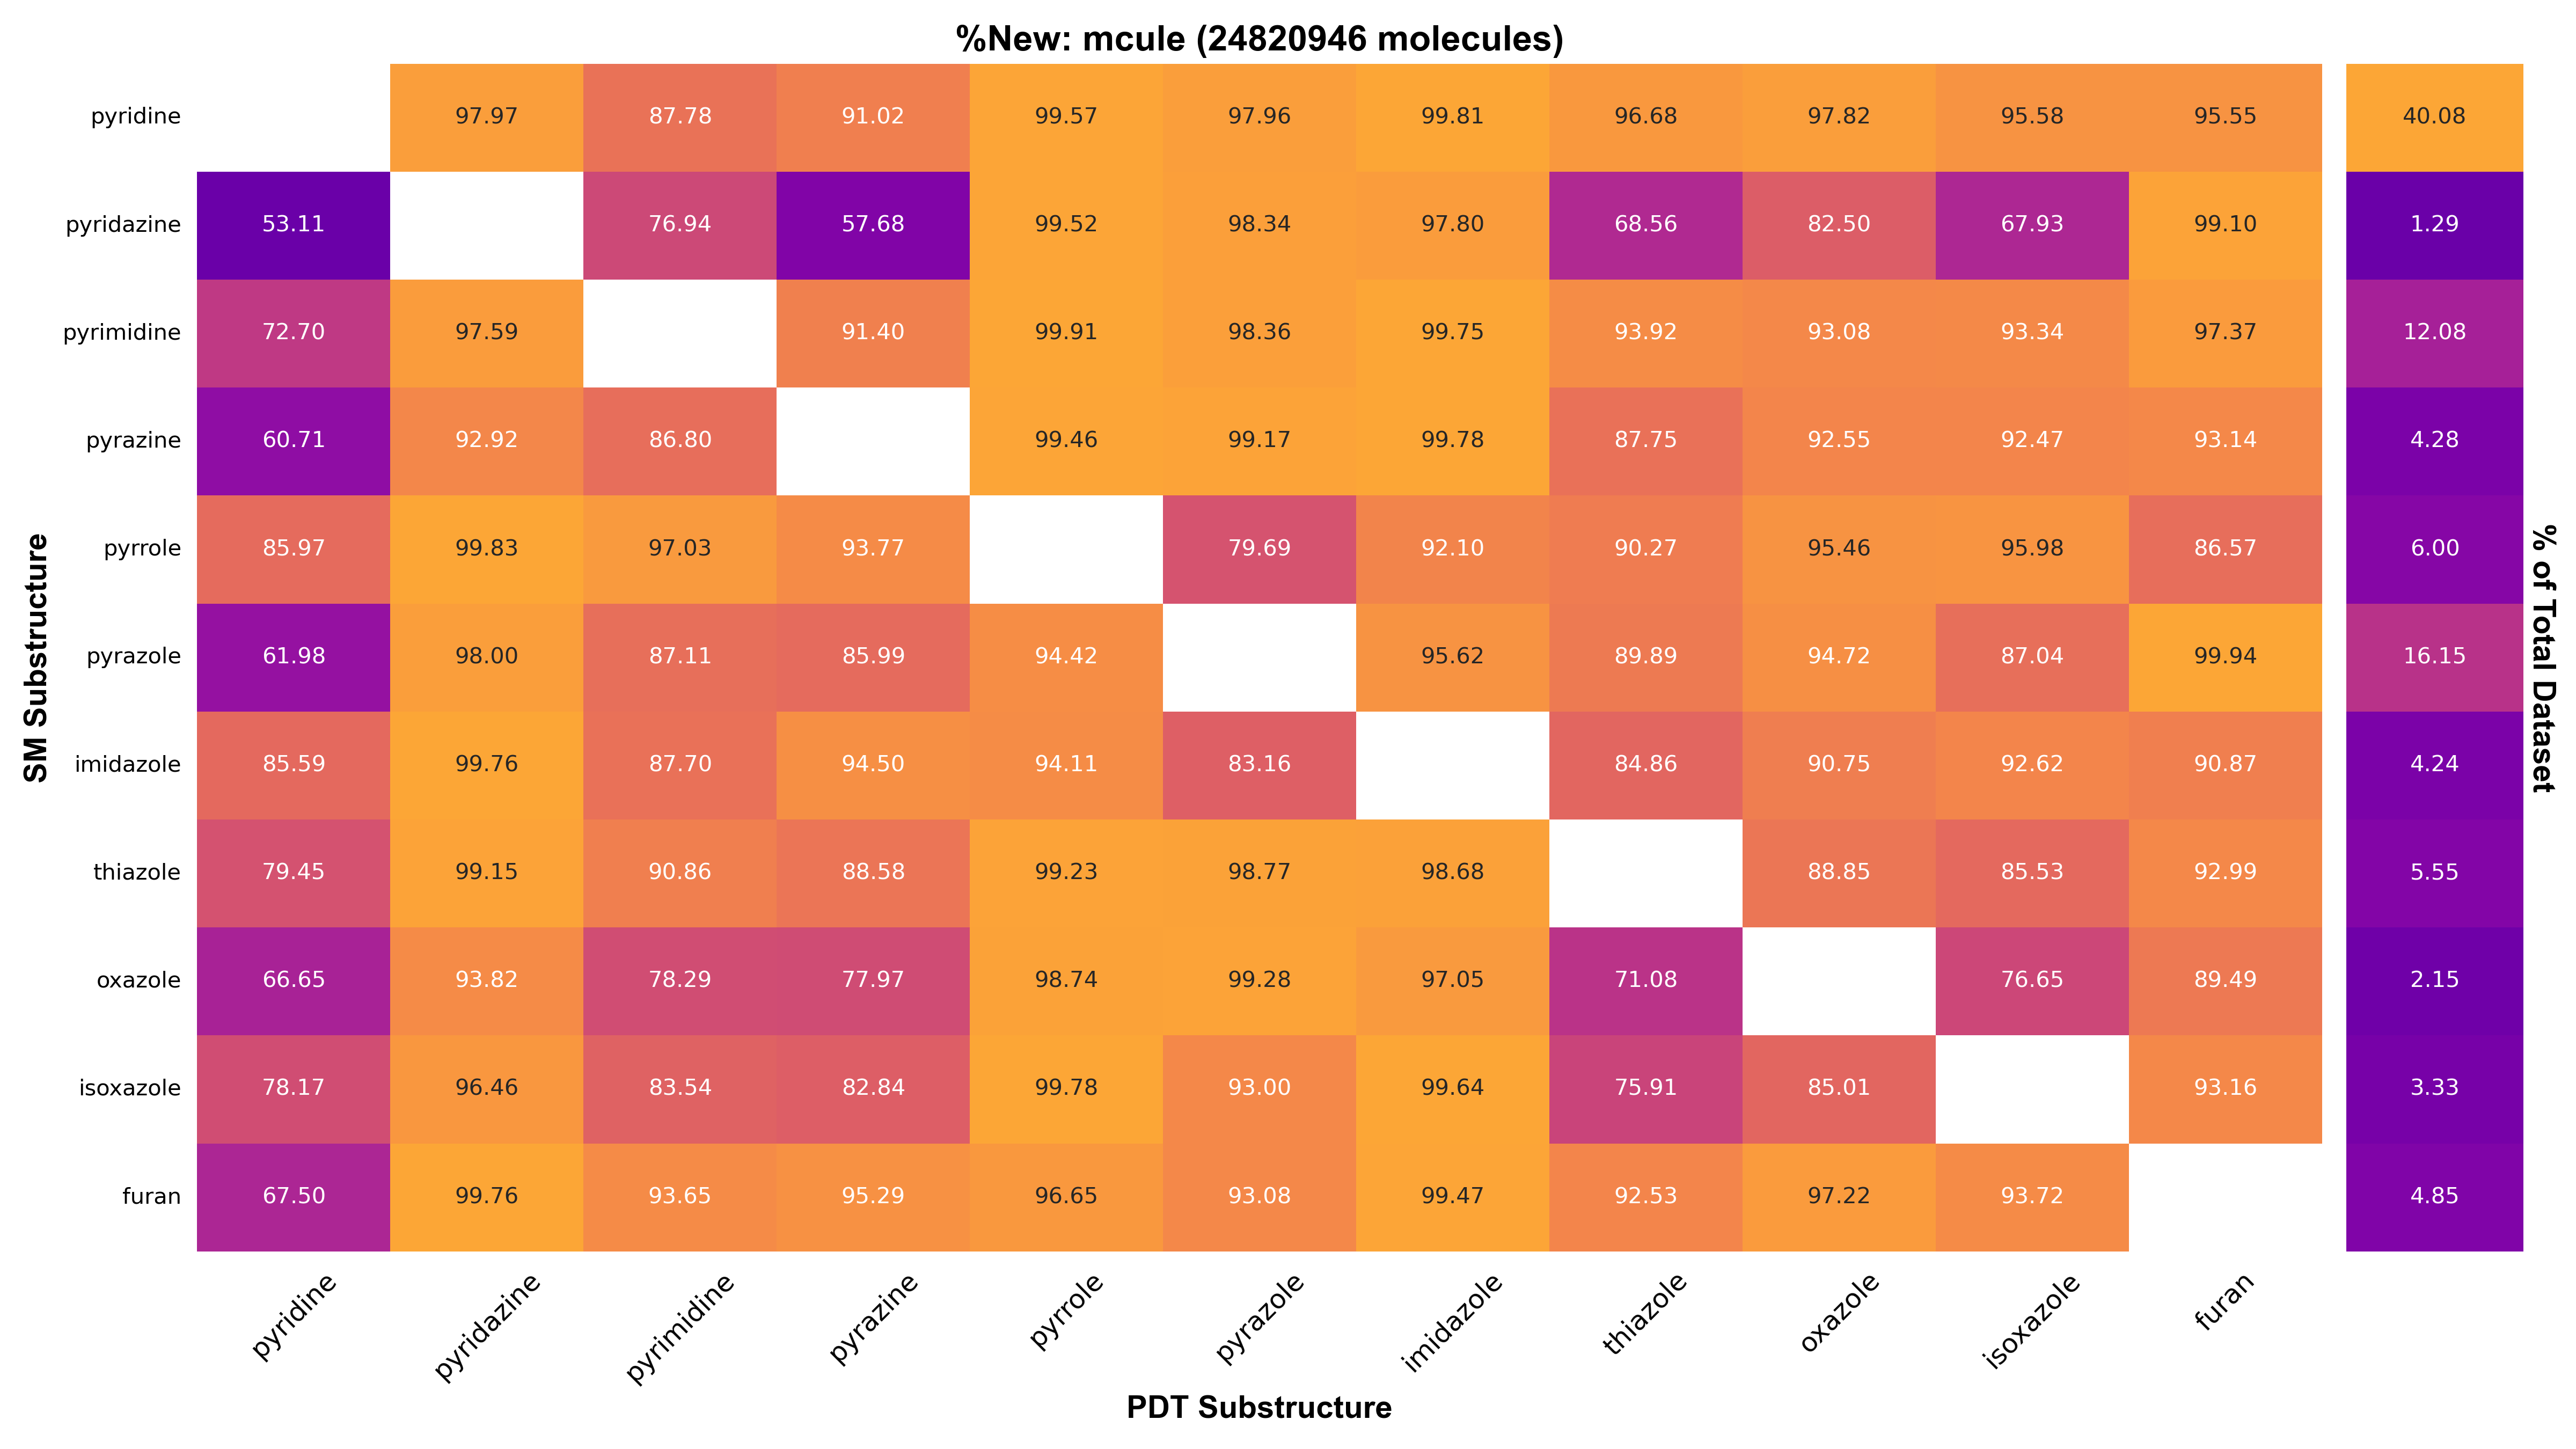 %New: mcule (24820946 molecules)
pyridine 97.97 87.78 91.02 99.57 97.96 99.81 96.68 97.82 95.58 95.55 40.08
pyridazine 53.11 76.94 57.68 99.52 98.34 97.80 68.56 82.50 67.93 99.10 1.29
pyrimidine 72.70 97.59 91.40 99.91 98.36 99.75 93.92 93.08 93.34 97.37 12.08
pyrazine 60.71 92.92 86.80 99.46 99.17 99.78 87.75 92.55 92.47 93.14 4.28
pyrrole 85.97 99.83 97.03 93.77 79.69 92.10 90.27 95.46 95.98 86.57 6.00
pyrazole 61.98 98.00 87.11 85.99 94.42 95.62 89.89 94.72 87.04 99.94 16.15
imidazole 85.59 99.76 87.70 94.50 94.11 83.16 84.86 90.75 92.62 90.87 4.24
thiazole 79.45 99.15 90.86 88.58 99.23 98.77 98.68 88.85 85.53 92.99 5.55
oxazole 66.65 93.82 78.29 77.97 98.74 99.28 97.05 71.08 76.65 89.49 2.15
isoxazole 78.17 96.46 83.54 82.84 99.78 93.00 99.64 75.91 85.01 93.16 3.33
furan 67.50 99.76 93.65 95.29 96.65 93.08 99.47 92.53 97.22 93.72 4.85
pyridine pyridazine pyrimidine pyrazine pyrrole pyrazole imidazole thiazole oxazole isoxazole furan
PDT Substructure
SM Substructure
% of Total Dataset